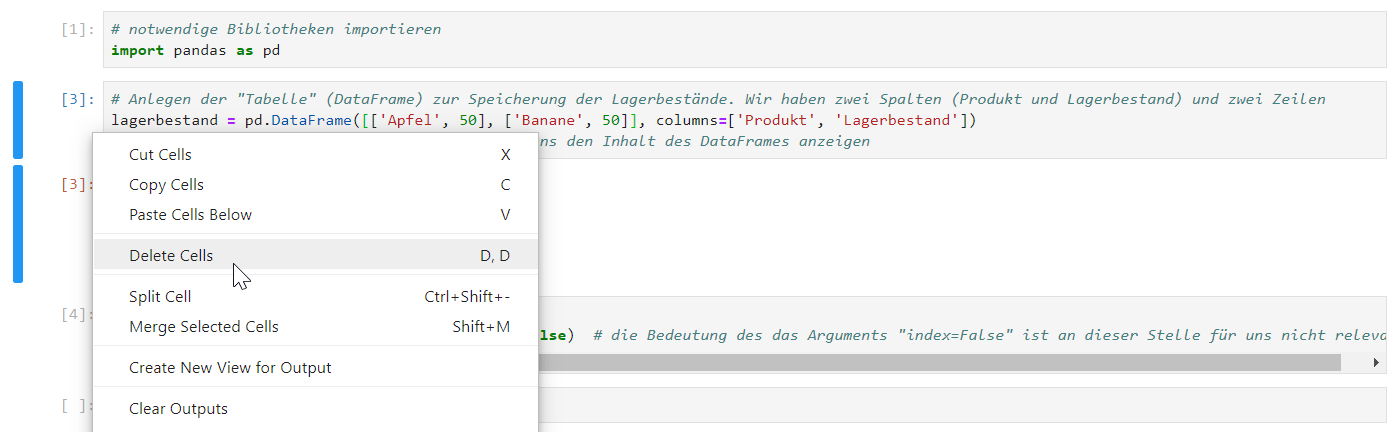 [1]: # notwendige Bibliotheken importieren
import pandas as pd
[3]: # Anlegen der "Tabelle" (DataFrame) zur Speicherung der Lagerbestände. Wir haben zwei Spalten (Produkt und Lagerbestand) und zwei Zeilen
lagerbestand = pd.DataFrame([['Apfel', 50], ['Banane', 50]], columns=['Produkt', 'Lagerbestand'])
ns den Inhalt des DataFrames anzeigen
[3]:
Cut Cells X
Copy Cells C
Paste Cells Below V
Delete Cells D, D
Split Cell Ctrl+Shift+-
[4]:
Merge Selected Cells Shift+M
lse) # die Bedeutung des das Arguments "index=False" ist an dieser Stelle für uns nicht releva
Create New View for Output
[ ]:
Clear Outputs